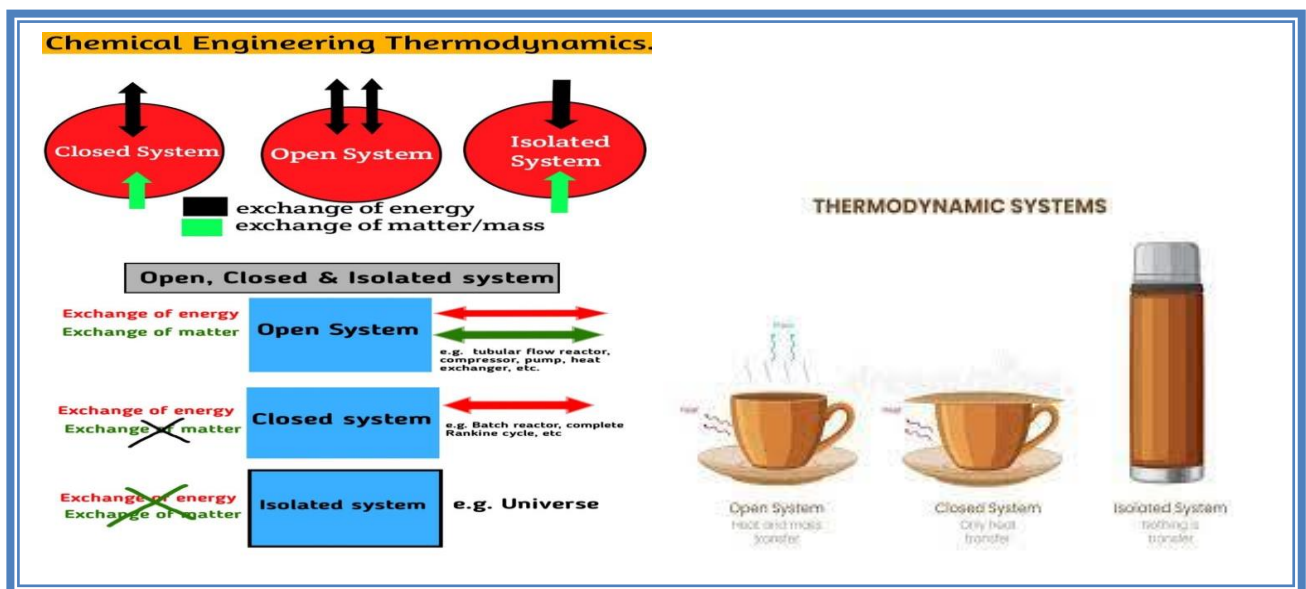 Chemical Engineering Thermodynamics.
Closed System
Open System
Isolated
System
exchange of energy
exchange of matter/mass
Open, Closed & Isolated system
Exchange of energy
Exchange of matter
Open System
e.g. tubular flow reactor,
compressor, pump, heat
exchanger, etc.
Exchange of energy
Exchange of matter
Closed system
e.g. Batch reactor, complete
Rankine cycle, etc
Exchange of energy
Exchange of matter
Isolated system
e.g. Universe
THERMODYNAMIC SYSTEMS
Mass
Heat
Heat
Open System
Heat and mass
transfer
Closed System
Only heat
transfer
Isolated System
Nothing is
transfer